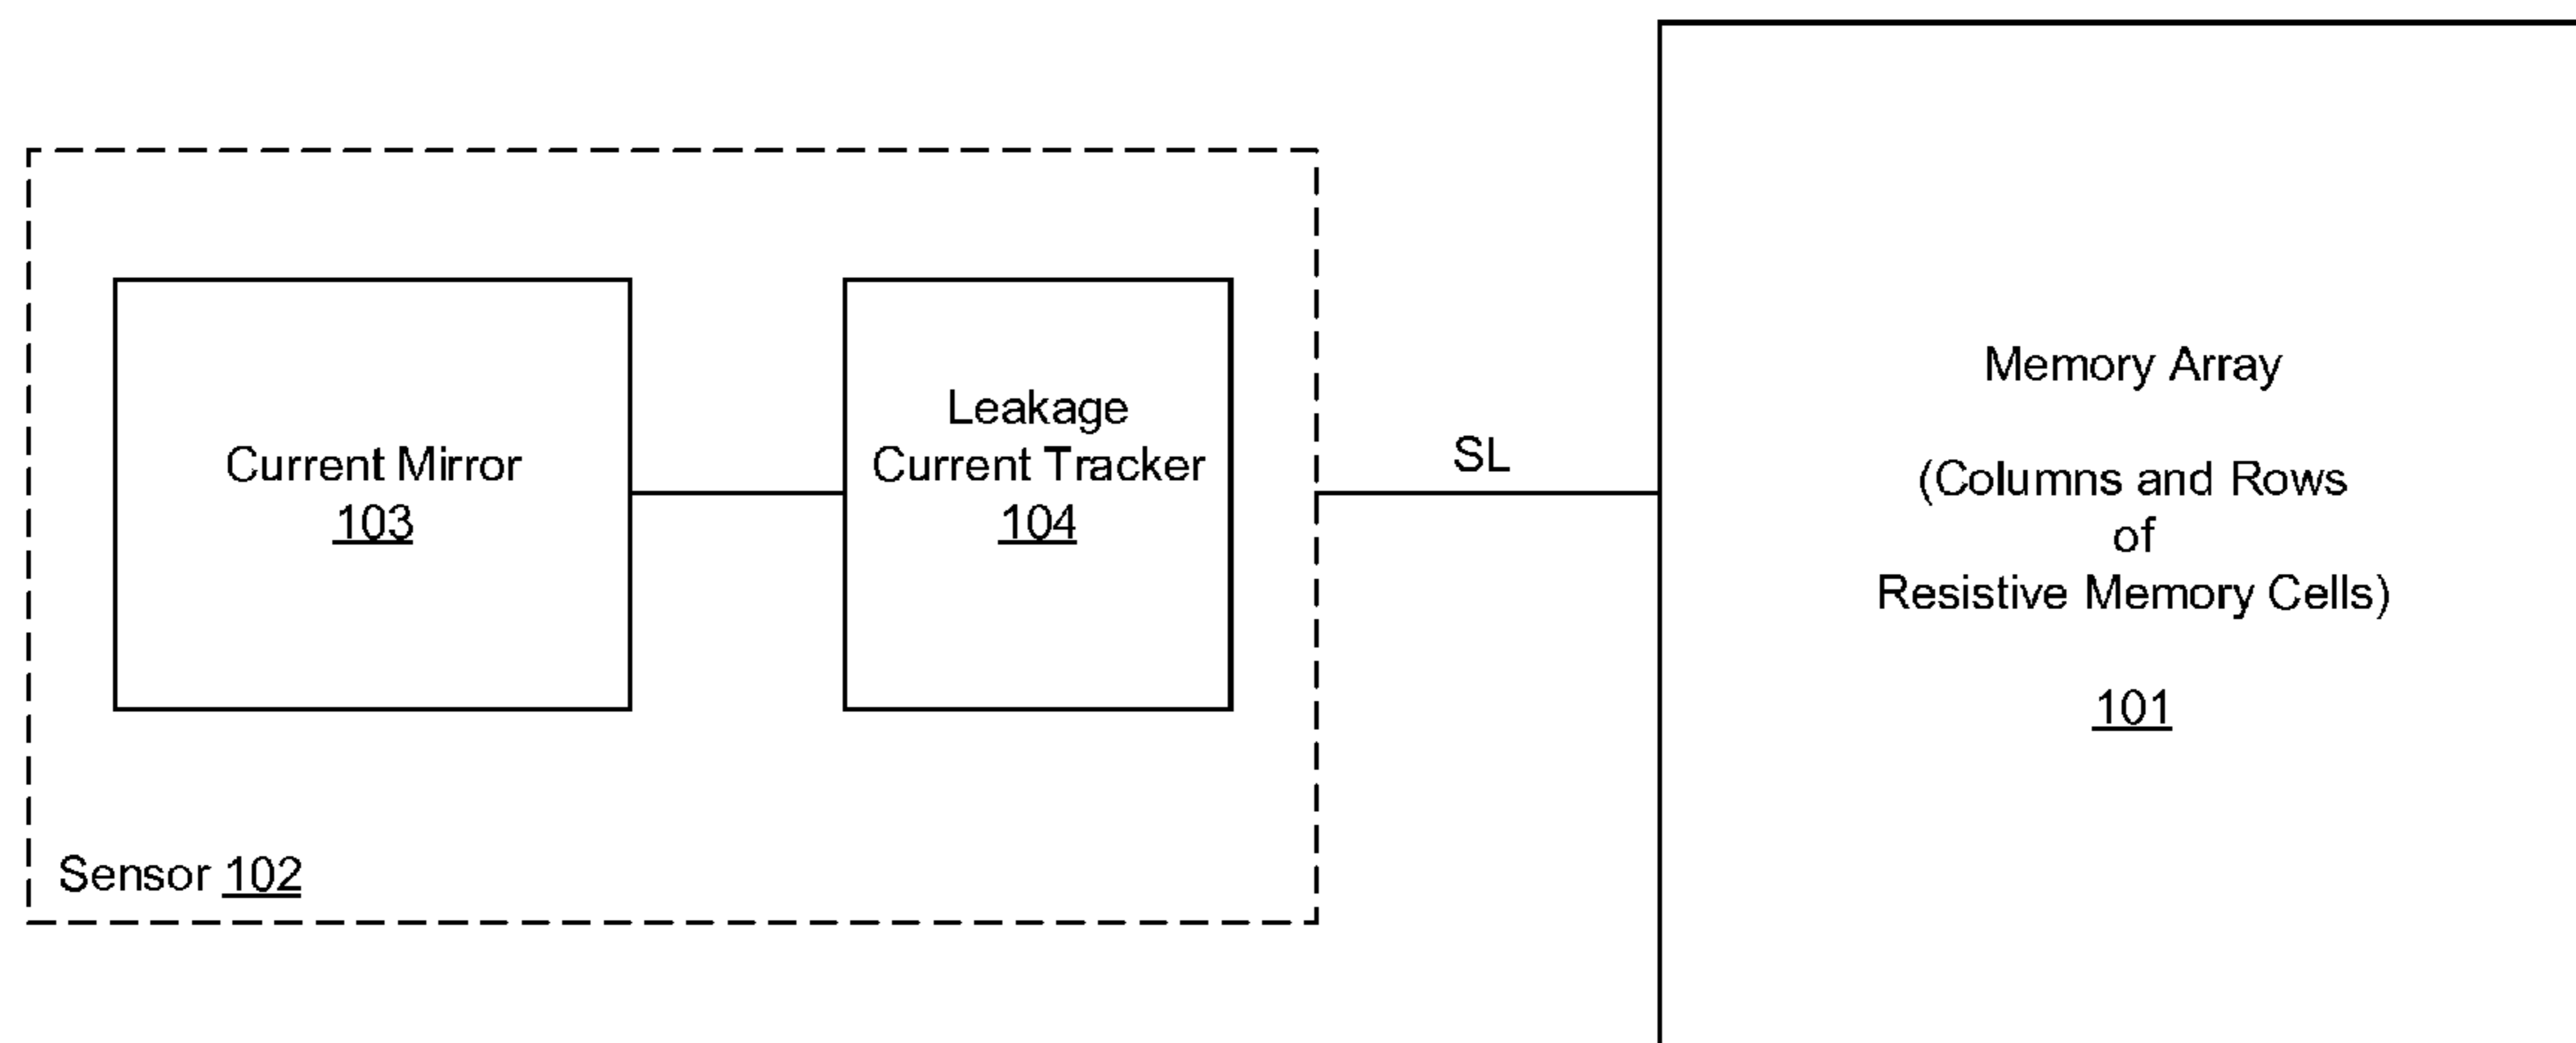 Current Mirror
103
Leakage
Current Tracker
104
Sensor 102
SL
Memory Array
(Columns and Rows
of
Resistive Memory Cells)
101